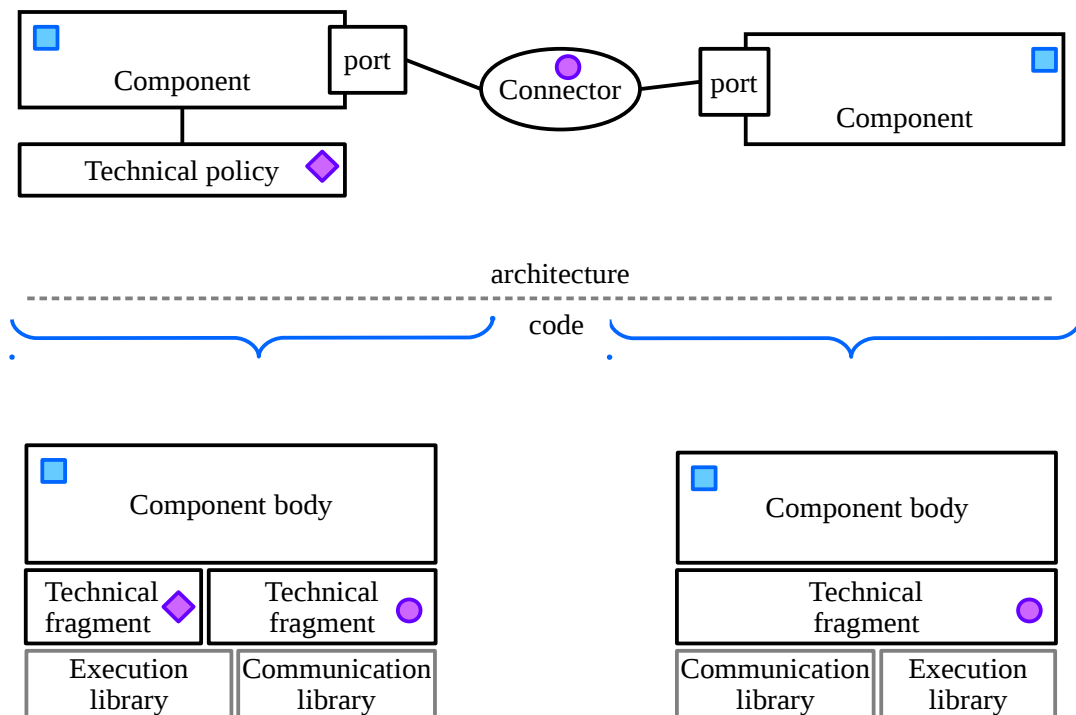 port
Component
Connector
port
Component
Technical policy
architecture
code
Component body
Technical
fragment
Technical
fragment
Execution
library
Communication
library
Component body
Technical
fragment
Communication
library
Execution
library